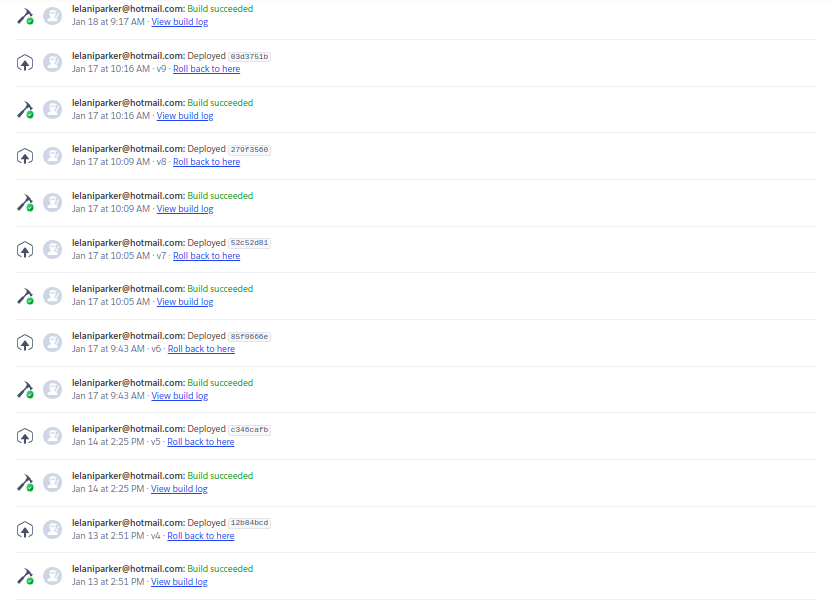 lelaniparker@hotmail.com: Build succeeded
Jan 18 at 9:17 AM · View build log
lelaniparker@hotmail.com: Deployed 03d3751b
Jan 17 at 10:16 AM · v9 · Roll back to here
lelaniparker@hotmail.com: Build succeeded
Jan 17 at 10:16 AM · View build log
lelaniparker@hotmail.com: Deployed 279f3560
Jan 17 at 10:09 AM · v8 · Roll back to here
lelaniparker@hotmail.com: Build succeeded
Jan 17 at 10:09 AM · View build log
lelaniparker@hotmail.com: Deployed 52c52d81
Jan 17 at 10:05 AM · v7 · Roll back to here
lelaniparker@hotmail.com: Build succeeded
Jan 17 at 10:05 AM · View build log
lelaniparker@hotmail.com: Deployed 85f0666e
Jan 17 at 9:43 AM · v6 · Roll back to here
lelaniparker@hotmail.com: Build succeeded
Jan 17 at 9:43 AM · View build log
lelaniparker@hotmail.com: Deployed c346cafb
Jan 14 at 2:25 PM · v5 · Roll back to here
lelaniparker@hotmail.com: Build succeeded
Jan 14 at 2:25 PM · View build log
lelaniparker@hotmail.com: Deployed 12b84bcd
Jan 13 at 2:51 PM · v4 · Roll back to here
lelaniparker@hotmail.com: Build succeeded
Jan 13 at 2:51 PM · View build log